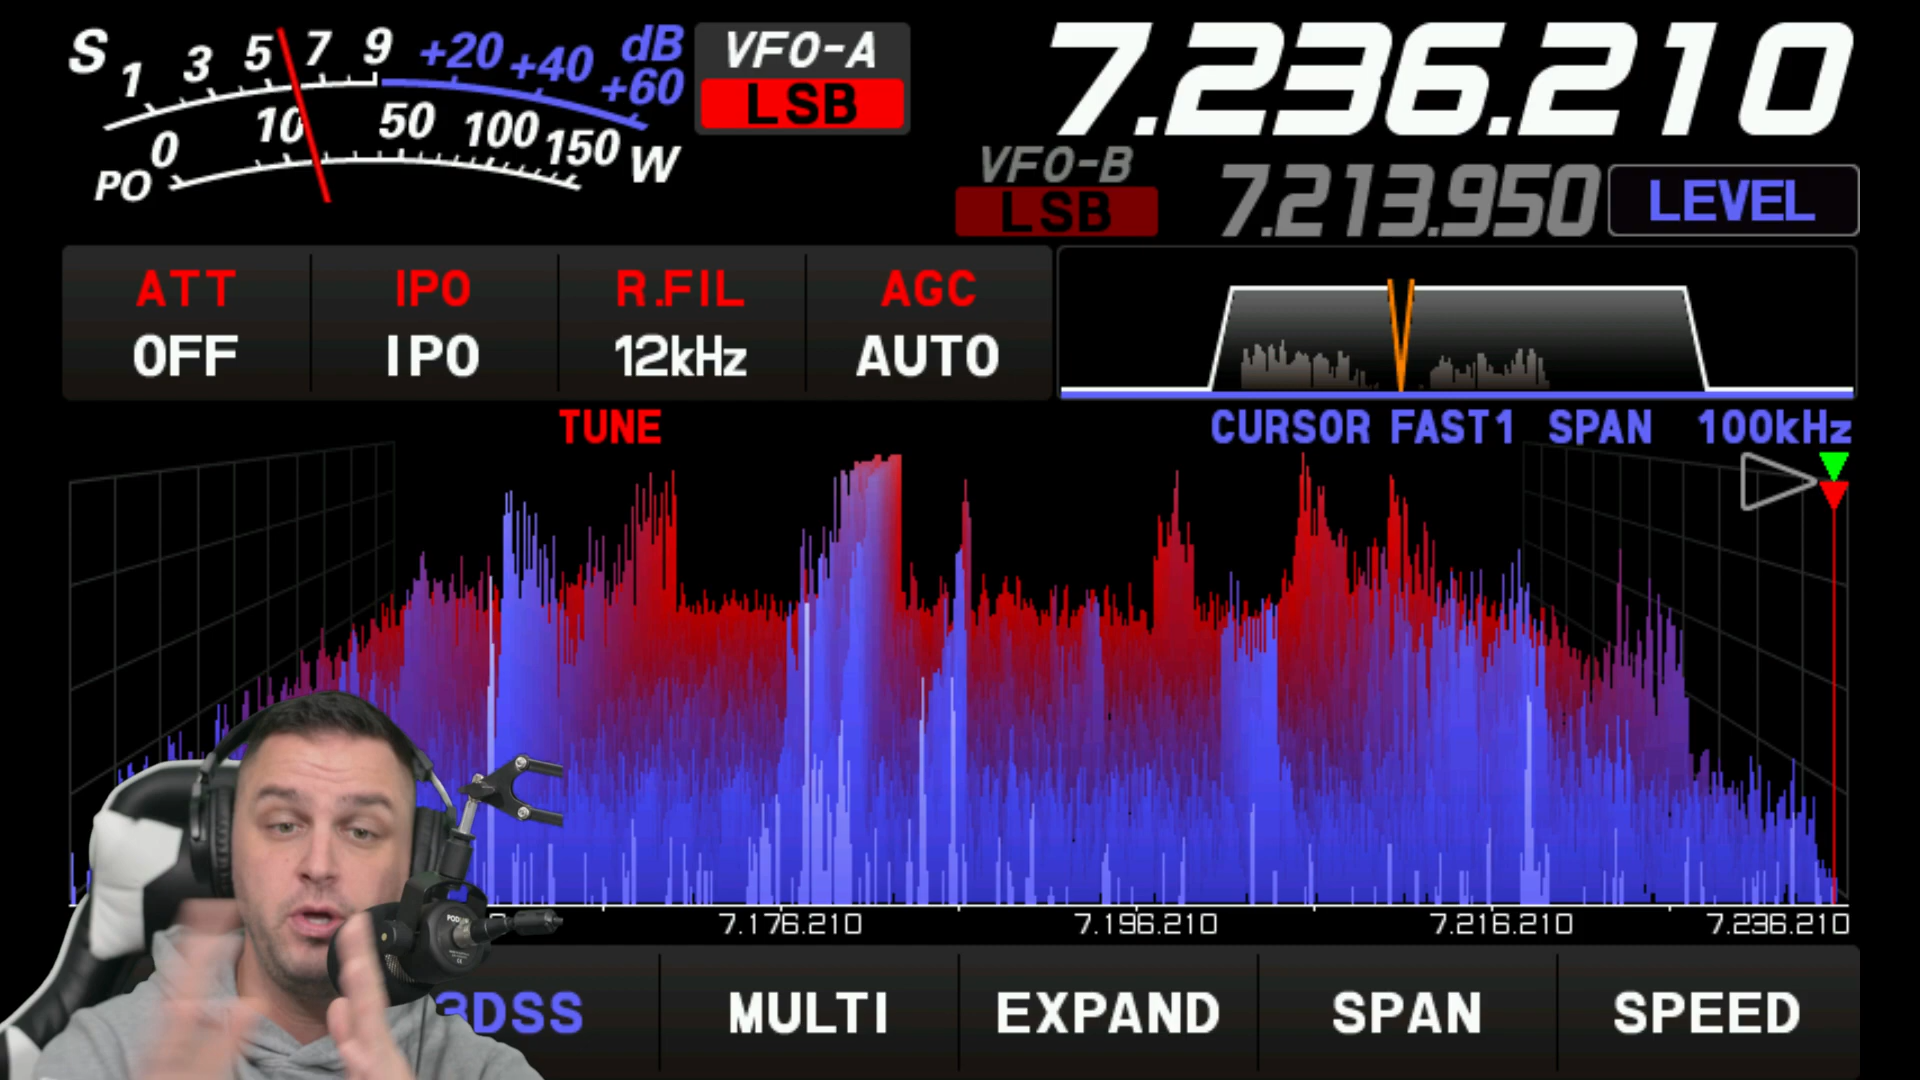 S 1 3 5 7 9 +20 +40 +60 dB
PO 0 10 50 100 150 W
VFO-A
LSB
7.236.210
VFO-B
LSB
7.213.950
LEVEL
ATT IPO R.FIL AGC
OFF IPO 12kHz AUTO
TUNE
CURSOR FAST1 SPAN 100kHz
7.176.210 7.196.210 7.216.210 7.236.210
3DSS MULTI EXPAND SPAN SPEED